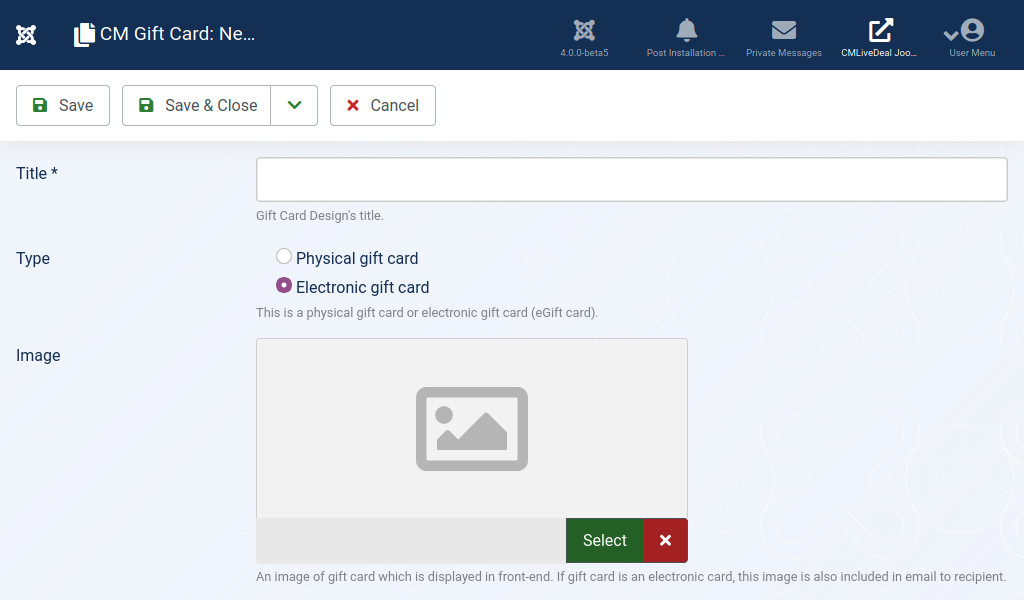 CM Gift Card: Ne...
4.0.0-beta5
Post Installation ...
Private Messages
CMLiveDeal Joo...
User Menu
Save
Save & Close
Cancel
Title *
Gift Card Design's title.
Type
Physical gift card
Electronic gift card
This is a physical gift card or electronic gift card (eGift card).
Image
Select
An image of gift card which is displayed in front-end. If gift card is an electronic card, this image is also included in email to recipient.